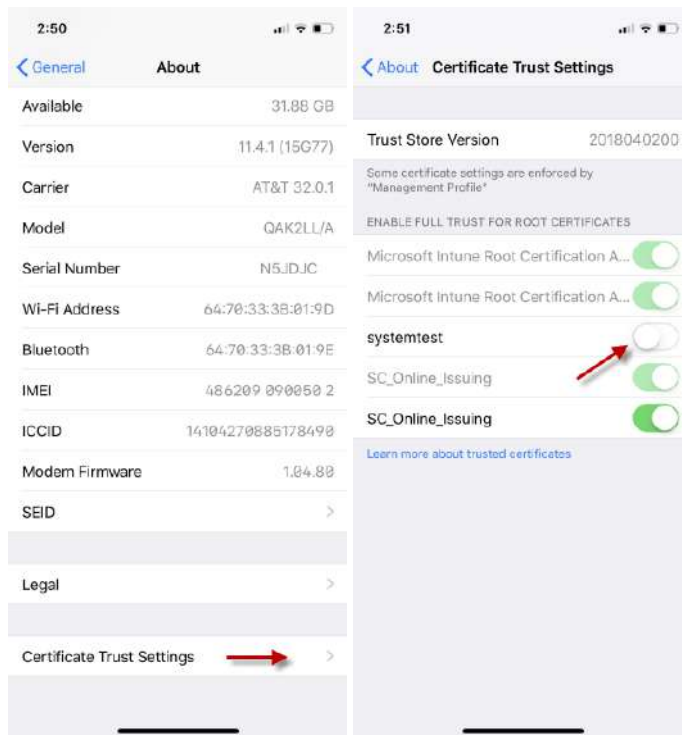 2:50
General
About
Available 31.88 GB
Version 11.4.1 (15G77)
Carrier AT&T 32.0.1
Model QAK2LL/A
Serial Number N5JDJC
Wi-Fi Address 64:70:33:3B:01:9D
Bluetooth 64:70:33:3B:01:9E
IMEI 486209 090050 2
ICCID 14104270885178490
Modem Firmware 1.04.80
SEID
Legal
Certificate Trust Settings
2:51
About
Certificate Trust Settings
Trust Store Version 2018040200
Some certificate settings are enforced by
"Management Profile"
ENABLE FULL TRUST FOR ROOT CERTIFICATES
Microsoft Intune Root Certification A...
Microsoft Intune Root Certification A...
systemtest
SC_Online_Issuing
SC_Online_Issuing
Learn more about trusted certificates